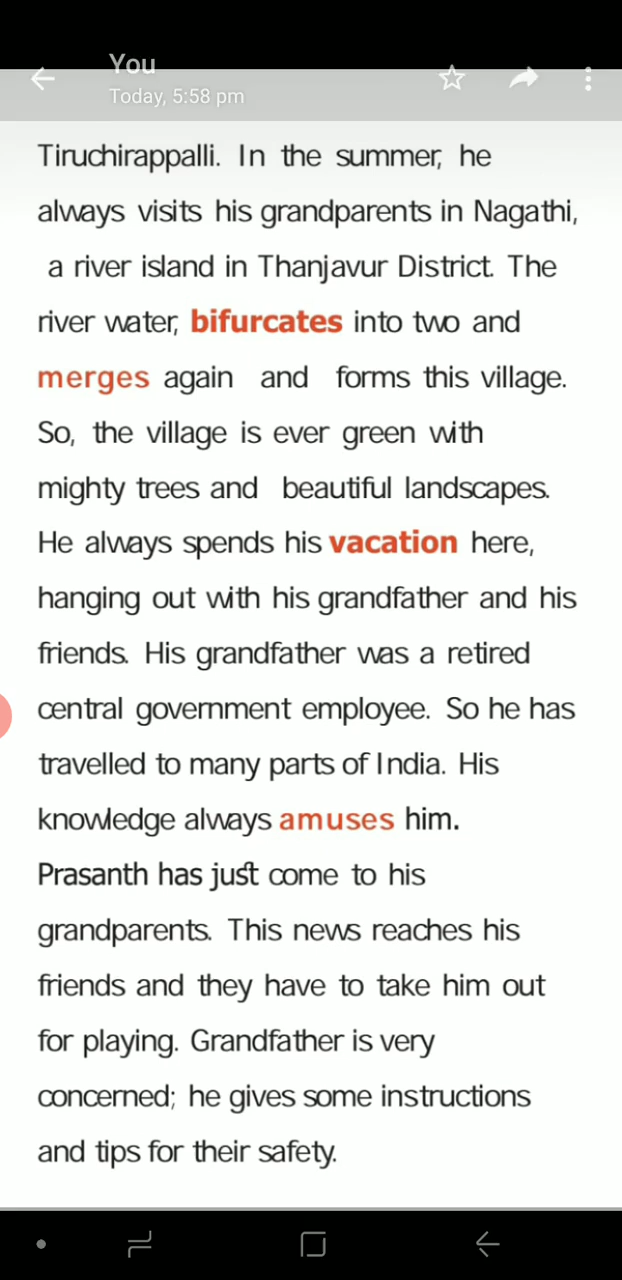 You
Today, 5:58 pm
Tiruchirappalli. In the summer, he
always visits his grandparents in Nagathi,
a river island in Thanjavur District. The
river water, bifurcates into two and
merges again and forms this village.
So, the village is ever green with
mighty trees and beautiful landscapes.
He always spends his vacation here,
hanging out with his grandfather and his
friends. His grandfather was a retired
central government employee. So he has
travelled to many parts of India. His
knowledge always amuses him.
Prasanth has just come to his
grandparents. This news reaches his
friends and they have to take him out
for playing. Grandfather is very
concerned; he gives some instructions
and tips for their safety.